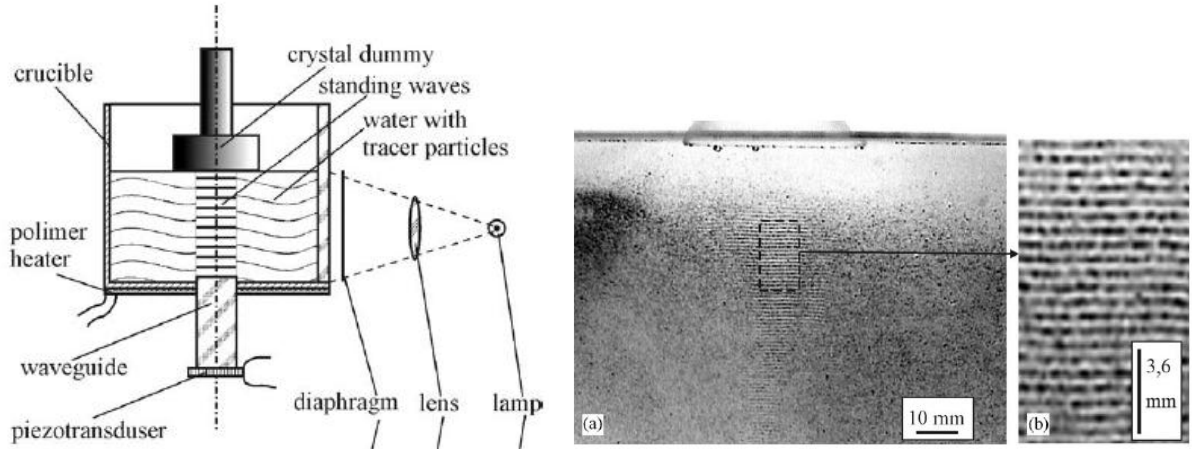 crucible
crystal dummy
standing waves
water with
tracer particles
polimer
heater
waveguide
piezotransduser
diaphragm
lens
lamp
(a)
10 mm
(b)
3,6
mm